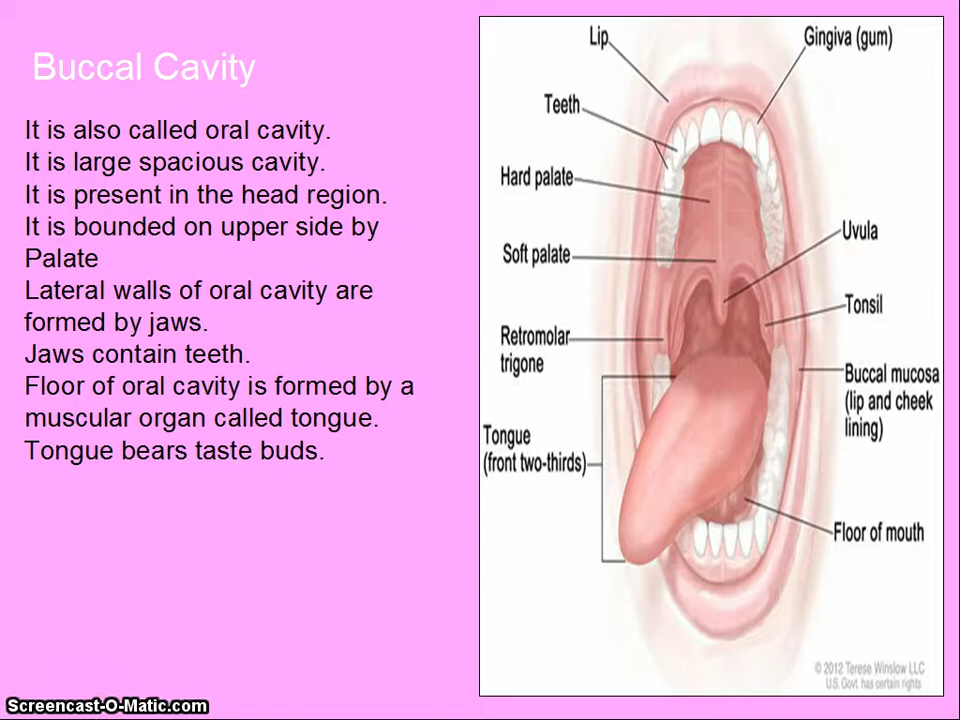 Buccal Cavity
It is also called oral cavity.
It is large spacious cavity.
It is present in the head region.
It is bounded on upper side by
Palate
Lateral walls of oral cavity are
formed by jaws.
Jaws contain teeth.
Floor of oral cavity is formed by a
muscular organ called tongue.
Tongue bears taste buds.
Lip
Gingiva (gum)
Teeth
Hard palate
Uvula
Soft palate
Tonsil
Retromolar
trigone
Buccal mucosa
(lip and cheek
lining)
Tongue
(front two-thirds)
Floor of mouth
© 2012 Terese Winslow LLC
U.S. Govt. has certain rights
Screencast-O-Matic.com